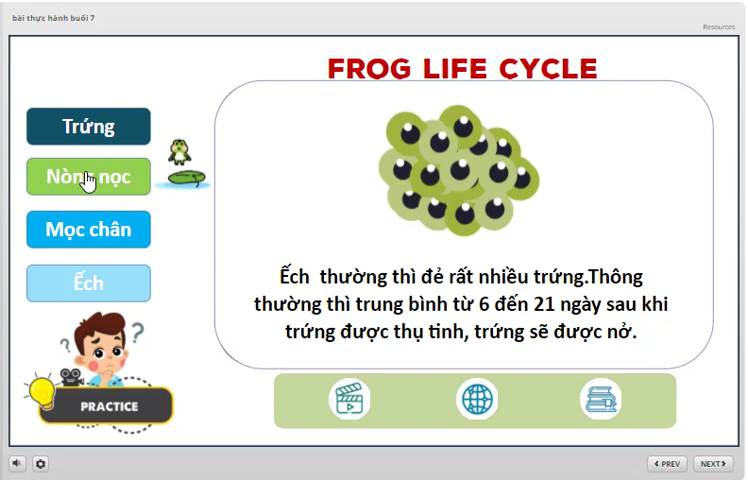 bài thực hành buổi 7
Resources
FROG LIFE CYCLE
Trứng
Nòng nọc
Mọc chân
Ếch
Ếch thường thì đẻ rất nhiều trứng.Thông
thường thì trung bình từ 6 đến 21 ngày sau khi
trứng được thụ tinh, trứng sẽ được nở.
PRACTICE
PREV
NEXT